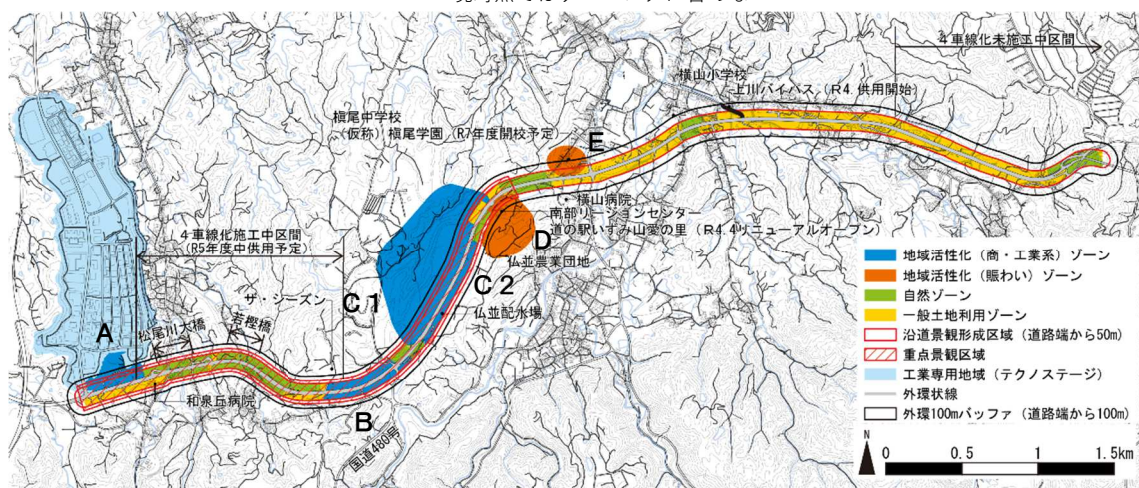 ４車線化未施工中区間
横山小学校
上川バイパス（Ｒ4.供用開始）
槇尾中学校
（仮称）槇尾学園（R7年度開校予定）
E
横山病院
南部リージョンセンター
道の駅いずみ山愛の里（Ｒ4.4リニューアルオープン）
D
仏並農業団地
４車線化施工中区間
（R5年度中供用予定）
ザ・シーズン
C1
C2
仏並配水場
若樫橋
松尾川大橋
A
和泉丘病院
B
国道480号
地域活性化（商・工業系）ゾーン
地域活性化（賑わい）ゾーン
自然ゾーン
一般土地利用ゾーン
沿道景観形成区域（道路端から50m）
重点景観区域
工業専用地域（テクノステージ）
外環状線
外環100mバッファ（道路端から100m）
N
0 0.5 1 1.5km